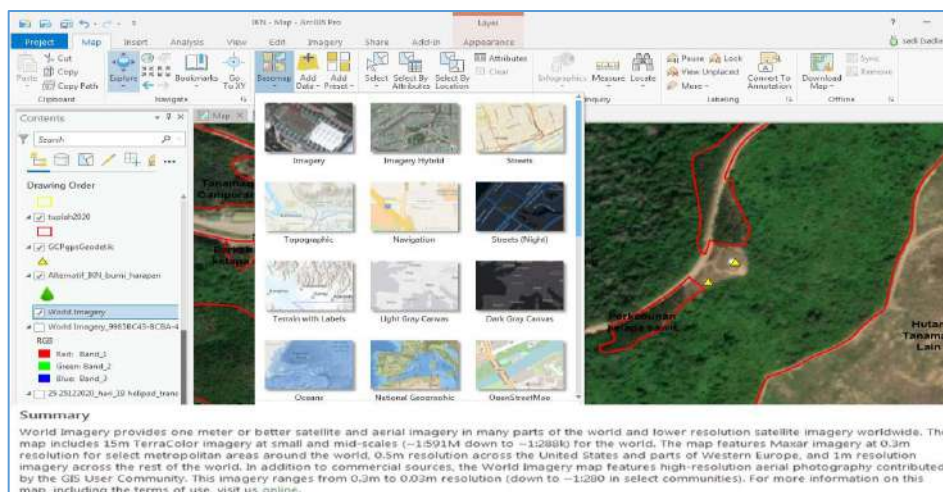 IKN - Map - ArcGIS Pro
Layer
?
Project Map Insert Analysis View Edit Imagery Share Add-In Appearance
Paste
Cut
Copy
Copy Path
Clipboard
Explore
Bookmarks
Go To XY
Navigate
Basemap
Add Data
Add Preset
Select
Select By Attributes
Select By Location
Attributes
Clear
Infographics
Measure
Locate
Inquiry
Pause
Lock
View Unplaced
More
Convert To Annotation
Labeling
Download Map
Sync
Remove
Offline
Contents
Search
Drawing Order
tuplah2020
GCPgpsGeodetik
Alternatif_IKN_bumi_harapan
World Imagery
RGB
Red: Band_1
Green: Band_2
Blue: Band_3
Map
Imagery
Imagery Hybrid
Streets
Topographic
Navigation
Streets (Night)
Terrain with Labels
Light Gray Canvas
Dark Gray Canvas
Oceans
National Geographic
OpenStreetMap
Perkebunan
kelapa sawit
Hutan
Tanama
Lain
Summary
World Imagery provides one meter or better satellite and aerial imagery in many parts of the world and lower resolution satellite imagery worldwide. The
map includes 15m TerraColor imagery at small and mid-scales (~1:591M down to ~1:288k) for the world. The map features Maxar imagery at 0.3m
resolution for select metropolitan areas around the world, 0.5m resolution across the United States and parts of Western Europe, and 1m resolution
imagery across the rest of the world. In addition to commercial sources, the World Imagery map features high-resolution aerial photography contributed
by the GIS User Community. This imagery ranges from 0.3m to 0.03m resolution (down to ~1:280 in select communities). For more information on this
map, including the terms of use, visit us online.